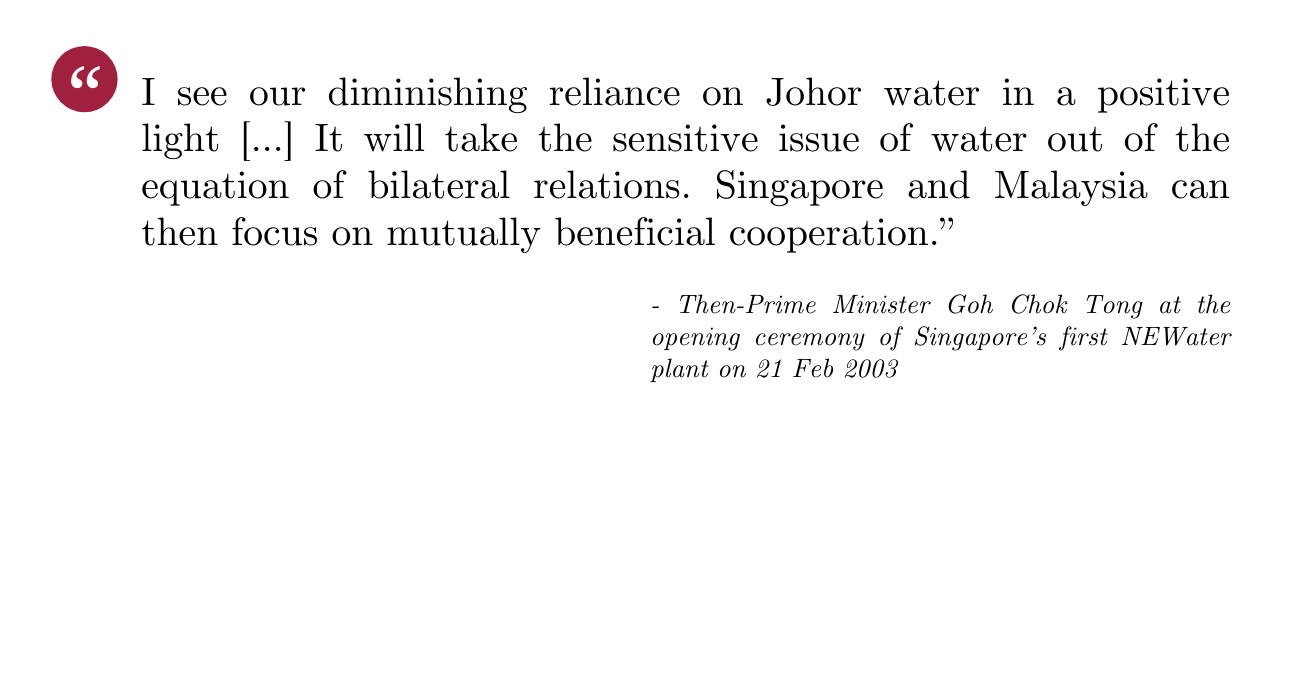 “ I see our diminishing reliance on Johor water in a positive
light [...] It will take the sensitive issue of water out of the
equation of bilateral relations. Singapore and Malaysia can
then focus on mutually beneficial cooperation.”
- Then-Prime Minister Goh Chok Tong at the
opening ceremony of Singapore's first NEWater
plant on 21 Feb 2003